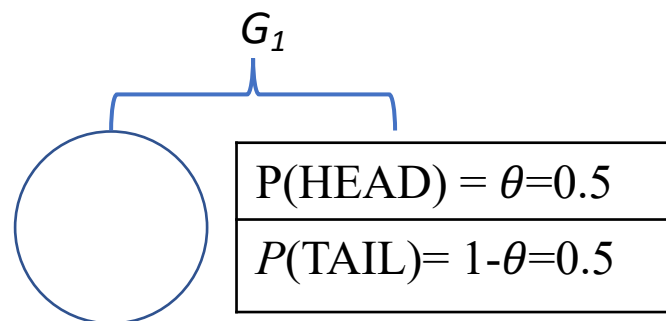 G₁
P(HEAD) = θ=0.5
P(TAIL)= 1-θ=0.5